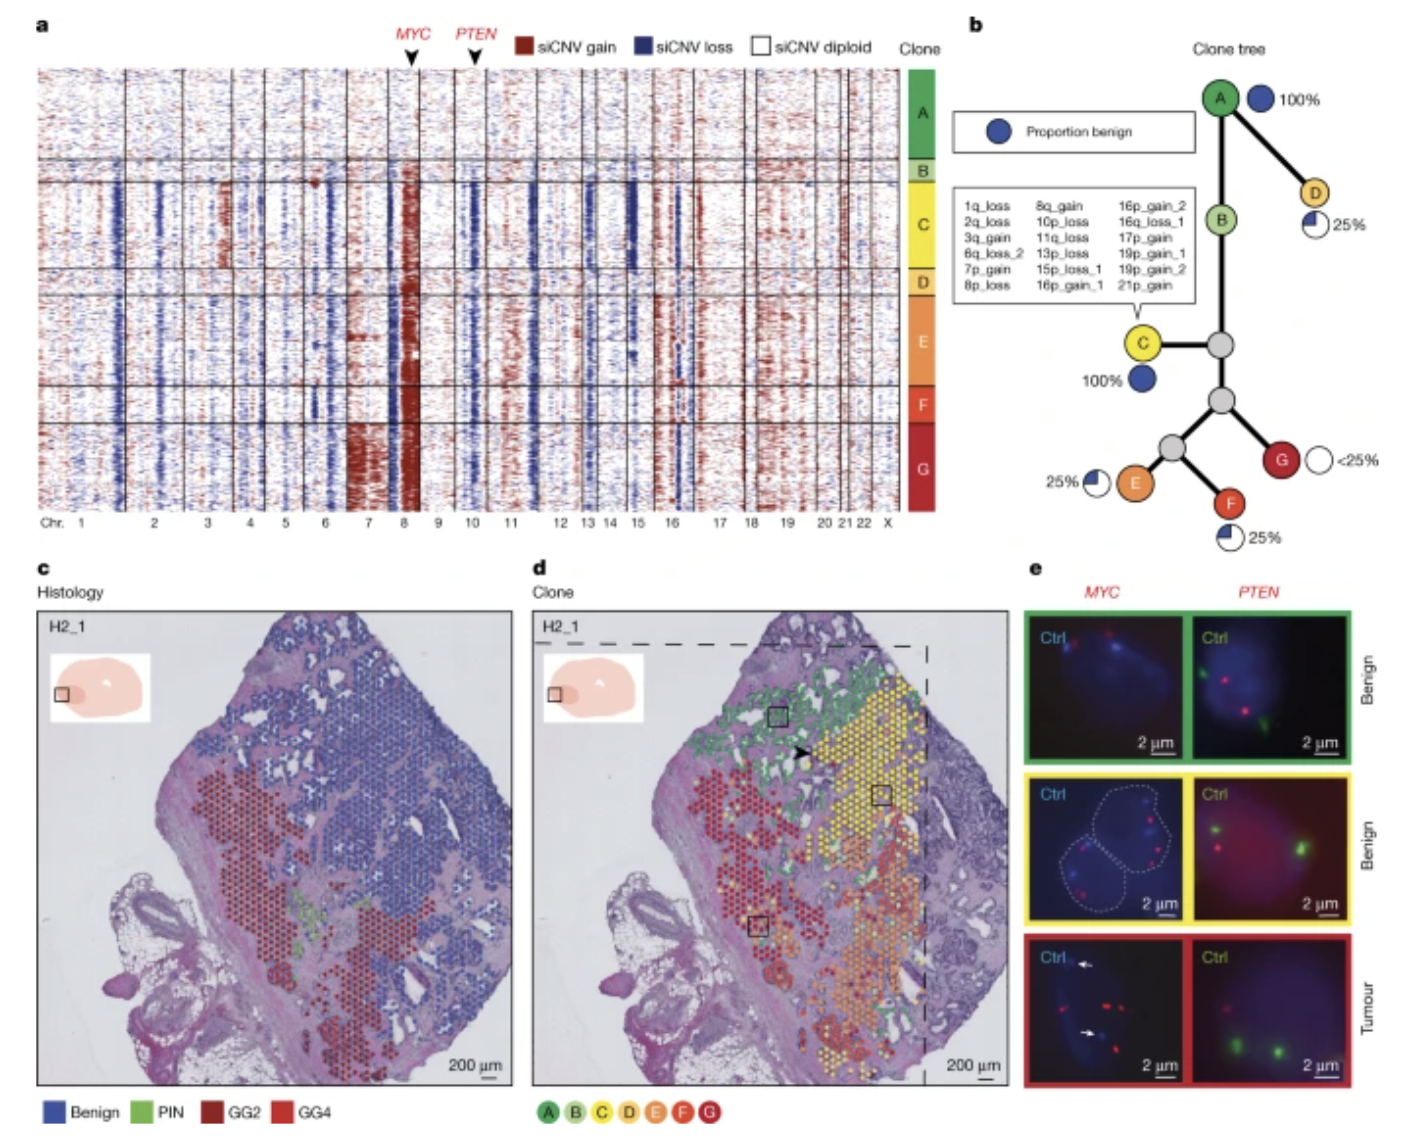 a
MYC PTEN
siCNV gain siCNV loss siCNV diploid Clone
A
B
C
D
E
F
G
Chr. 1 2 3 4 5 6 7 8 9 10 11 12 13 14 15 16 17 18 19 20 21 22 X
b
Clone tree
A 100%
Proportion benign
D
25%
B
1q_loss 8q_gain 16p_gain_2
2q_loss 10p_loss 16q_loss_1
3q_gain 11q_loss 17p_gain
6q_loss_2 13p_loss 19p_gain_1
7p_gain 15p_loss_1 19p_gain_2
8p_loss 16p_gain_1 21p_gain
C
100%
G <25%
25% E
F
25%
c
Histology
H2_1
200 µm
Benign PIN GG2 GG4
d
Clone
H2_1
200 µm
A B C D E F G
e
MYC PTEN
Ctrl Ctrl
2 µm 2 µm
Benign
Ctrl Ctrl
2 µm 2 µm
Benign
Ctrl Ctrl
2 µm 2 µm
Tumour